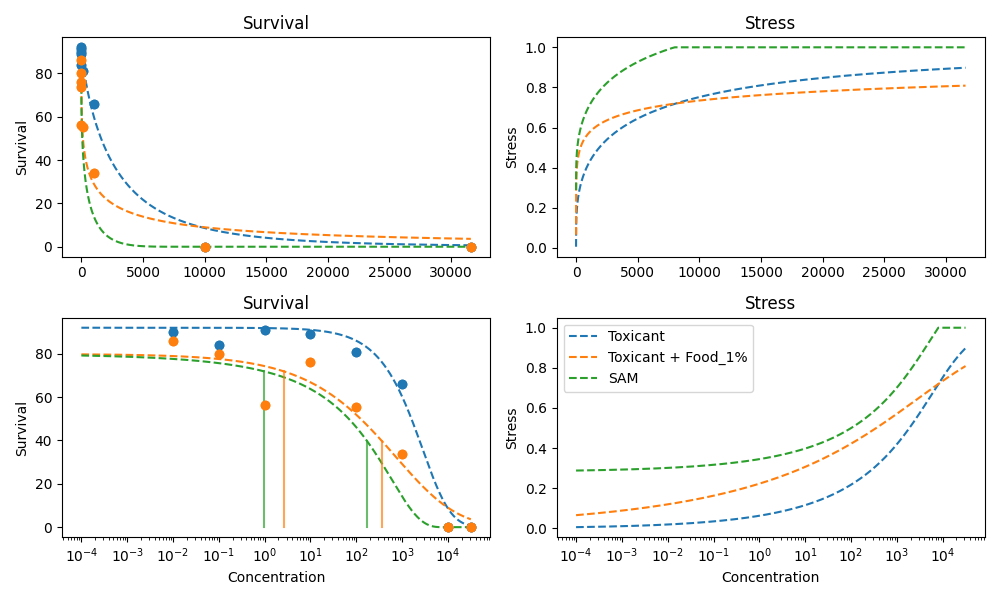 Survival
Survival
80
60
40
20
0
0 5000 10000 15000 20000 25000 30000
Stress
Stress
1.0
0.8
0.6
0.4
0.2
0.0
0 5000 10000 15000 20000 25000 30000
Survival
Survival
80
60
40
20
0
10⁻⁴ 10⁻³ 10⁻² 10⁻¹ 10⁰ 10¹ 10² 10³ 10⁴
Concentration
Stress
Stress
1.0
0.8
0.6
0.4
0.2
0.0
Toxicant
Toxicant + Food_1%
SAM
10⁻⁴ 10⁻³ 10⁻² 10⁻¹ 10⁰ 10¹ 10² 10³ 10⁴
Concentration